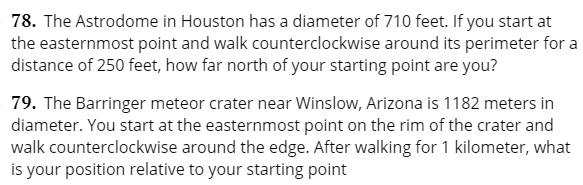 78. The Astrodome in Houston has a diameter of 710 feet. If you start at
the easternmost point and walk counterclockwise around its perimeter for a
distance of 250 feet, how far north of your starting point are you?
79. The Barringer meteor crater near Winslow, Arizona is 1182 meters in
diameter. You start at the easternmost point on the rim of the crater and
walk counterclockwise around the edge. After walking for 1 kilometer, what
is your position relative to your starting point